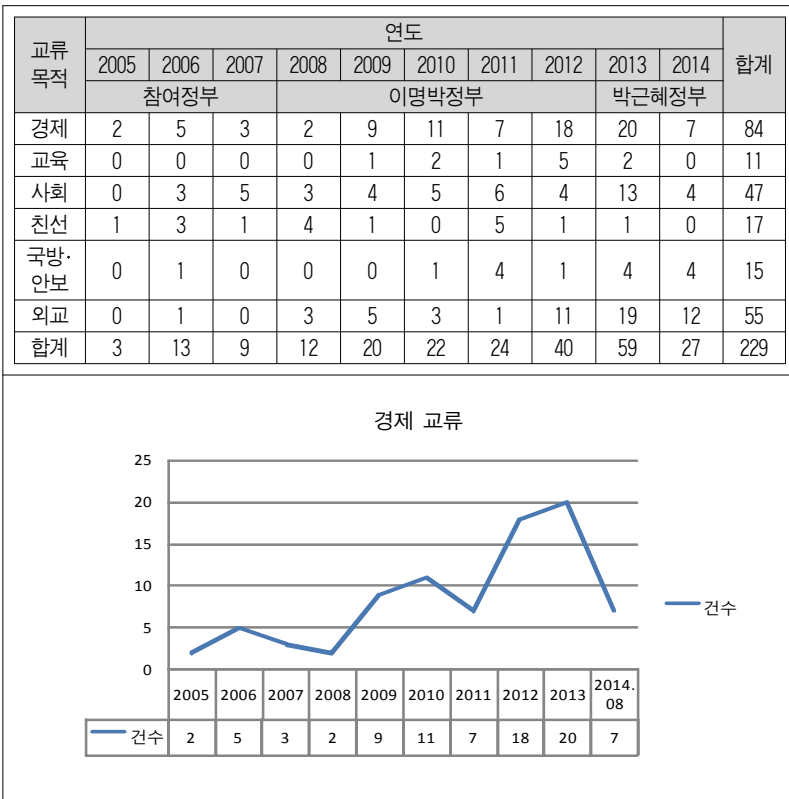 교류 목적 연도 합계
2005 2006 2007 2008 2009 2010 2011 2012 2013 2014
참여정부 이명박정부 박근혜정부
경제 2 5 3 2 9 11 7 18 20 7 84
교육 0 0 0 0 1 2 1 5 2 0 11
사회 0 3 5 3 4 5 6 4 13 4 47
친선 1 3 1 4 1 0 5 1 1 0 17
국방·안보 0 1 0 0 0 1 4 1 4 4 15
외교 0 1 0 3 5 3 1 11 19 12 55
합계 3 13 9 12 20 22 24 40 59 27 229
경제 교류
25
20
15
10
5
0
건수
2005 2006 2007 2008 2009 2010 2011 2012 2013 2014.08
건수 2 5 3 2 9 11 7 18 20 7